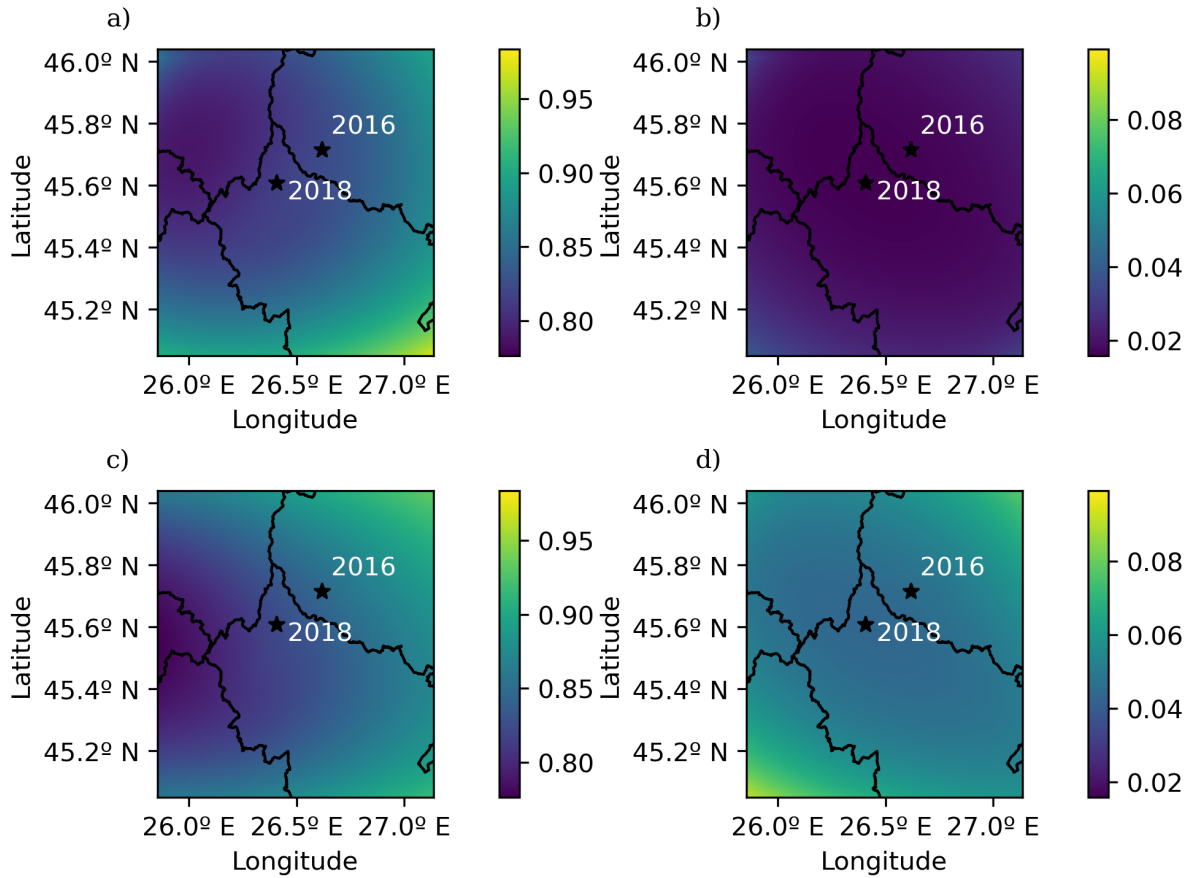 a)
46.0º N
45.8º N
45.6º N
45.4º N
45.2º N
Latitude
2016
2018
26.0º E
26.5º E
27.0º E
Longitude
0.95
0.90
0.85
0.80
b)
46.0º N
45.8º N
45.6º N
45.4º N
45.2º N
Latitude
2016
2018
26.0º E
26.5º E
27.0º E
Longitude
0.08
0.06
0.04
0.02
c)
46.0º N
45.8º N
45.6º N
45.4º N
45.2º N
Latitude
2016
2018
26.0º E
26.5º E
27.0º E
Longitude
0.95
0.90
0.85
0.80
d)
46.0º N
45.8º N
45.6º N
45.4º N
45.2º N
Latitude
2016
2018
26.0º E
26.5º E
27.0º E
Longitude
0.08
0.06
0.04
0.02